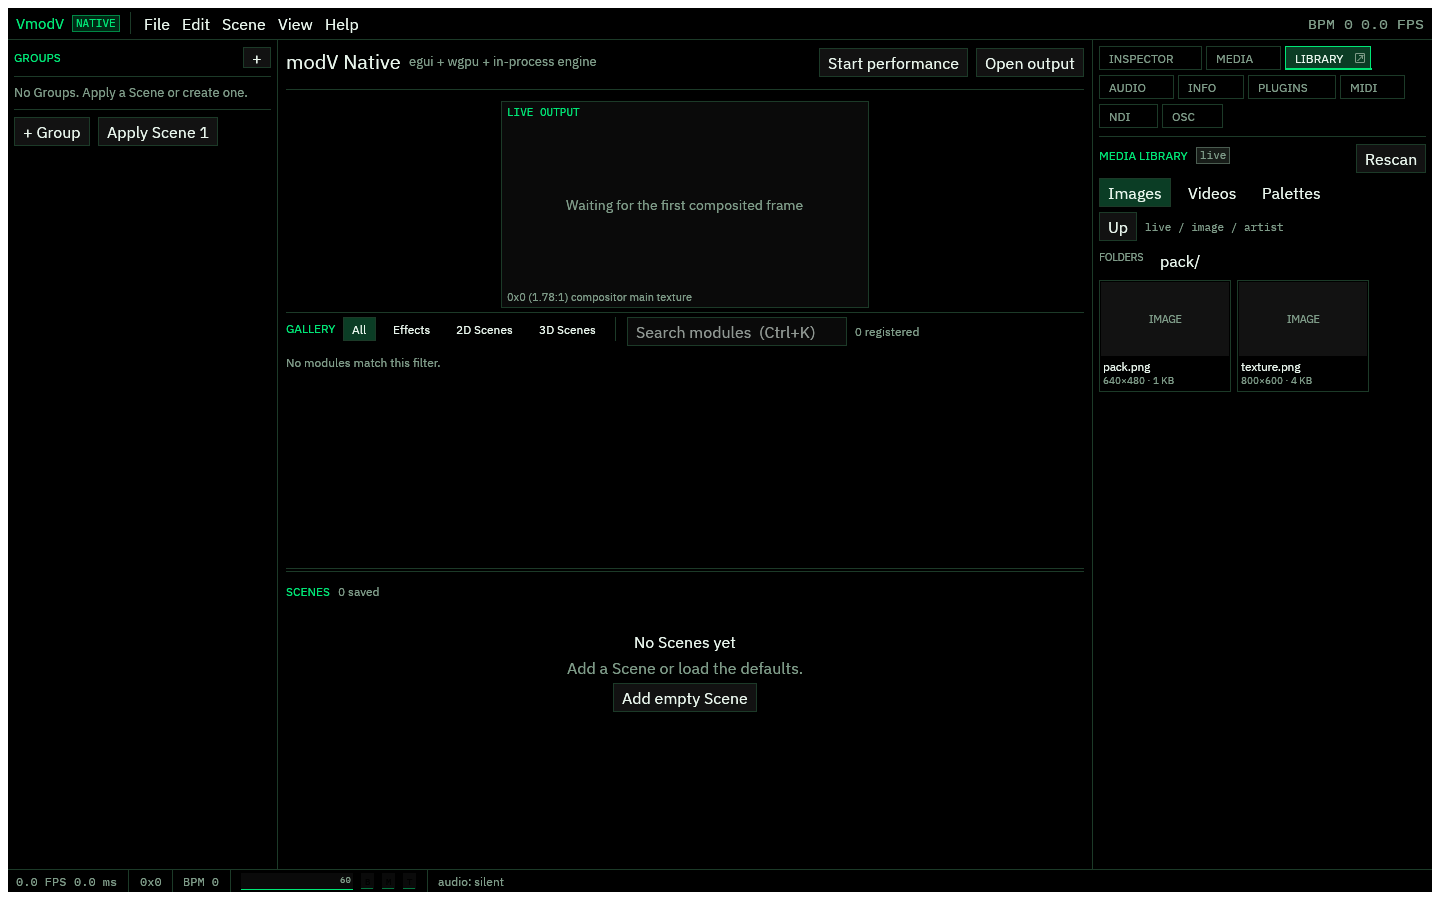 VmodV NATIVE File Edit Scene View Help BPM 0 0.0 FPS
GROUPS +
No Groups. Apply a Scene or create one.
+ Group Apply Scene 1
modV Native egui + wgpu + in-process engine Start performance Open output
LIVE OUTPUT
Waiting for the first composited frame
0x0 (1.78:1) compositor main texture
GALLERY All Effects 2D Scenes 3D Scenes Search modules (Ctrl+K) 0 registered
No modules match this filter.
SCENES 0 saved
No Scenes yet
Add a Scene or load the defaults.
Add empty Scene
INSPECTOR MEDIA LIBRARY
AUDIO INFO PLUGINS MIDI
NDI OSC
MEDIA LIBRARY live Rescan
Images Videos Palettes
Up live / image / artist
FOLDERS pack/
IMAGE IMAGE
pack.png texture.png
640×480 · 1 KB 800×600 · 4 KB
0.0 FPS 0.0 ms 0x0 BPM 0 60 audio: silent